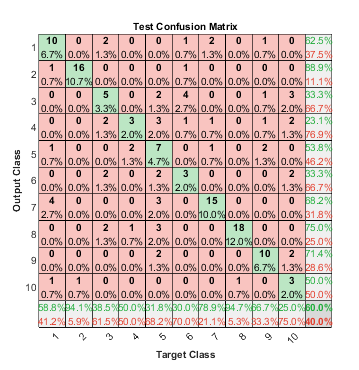 Test Confusion Matrix
1 10 0 2 0 0 1 2 0 1 0 62.5%
6.7% 0.0% 1.3% 0.0% 0.0% 0.7% 1.3% 0.0% 0.7% 0.0% 37.5%
2 1 16 0 0 0 1 0 0 0 0 88.9%
0.7% 10.7% 0.0% 0.0% 0.0% 0.7% 0.0% 0.0% 0.0% 0.0% 11.1%
3 0 0 5 0 2 4 0 0 1 3 33.3%
0.0% 0.0% 3.3% 0.0% 1.3% 2.7% 0.0% 0.0% 0.7% 2.0% 66.7%
4 0 0 2 3 3 1 1 0 1 2 23.1%
0.0% 0.0% 1.3% 2.0% 2.0% 0.7% 0.7% 0.0% 0.7% 1.3% 76.9%
5 1 0 0 2 7 0 1 0 2 0 53.8%
0.7% 0.0% 0.0% 1.3% 4.7% 0.0% 0.7% 0.0% 1.3% 0.0% 46.2%
6 0 0 2 0 2 3 0 0 0 2 33.3%
0.0% 0.0% 1.3% 0.0% 1.3% 2.0% 0.0% 0.0% 0.0% 1.3% 66.7%
7 4 0 0 0 3 0 15 0 0 0 68.2%
2.7% 0.0% 0.0% 0.0% 2.0% 0.0% 10.0% 0.0% 0.0% 0.0% 31.8%
8 0 0 2 1 3 0 0 18 0 0 75.0%
0.0% 0.0% 1.3% 0.7% 2.0% 0.0% 0.0% 12.0% 0.0% 0.0% 25.0%
9 0 0 0 0 2 0 0 0 10 2 71.4%
0.0% 0.0% 0.0% 0.0% 1.3% 0.0% 0.0% 0.0% 6.7% 1.3% 28.6%
10 1 1 0 0 0 0 0 1 0 3 50.0%
0.7% 0.7% 0.0% 0.0% 0.0% 0.0% 0.0% 0.7% 0.0% 2.0% 50.0%
58.8% 94.1% 38.5% 50.0% 31.8% 30.0% 78.9% 94.7% 66.7% 25.0% 60.0%
41.2% 5.9% 61.5% 50.0% 68.2% 70.0% 21.1% 5.3% 33.3% 75.0% 40.0%
1 2 3 4 5 6 7 8 9 10
Target Class
Output Class